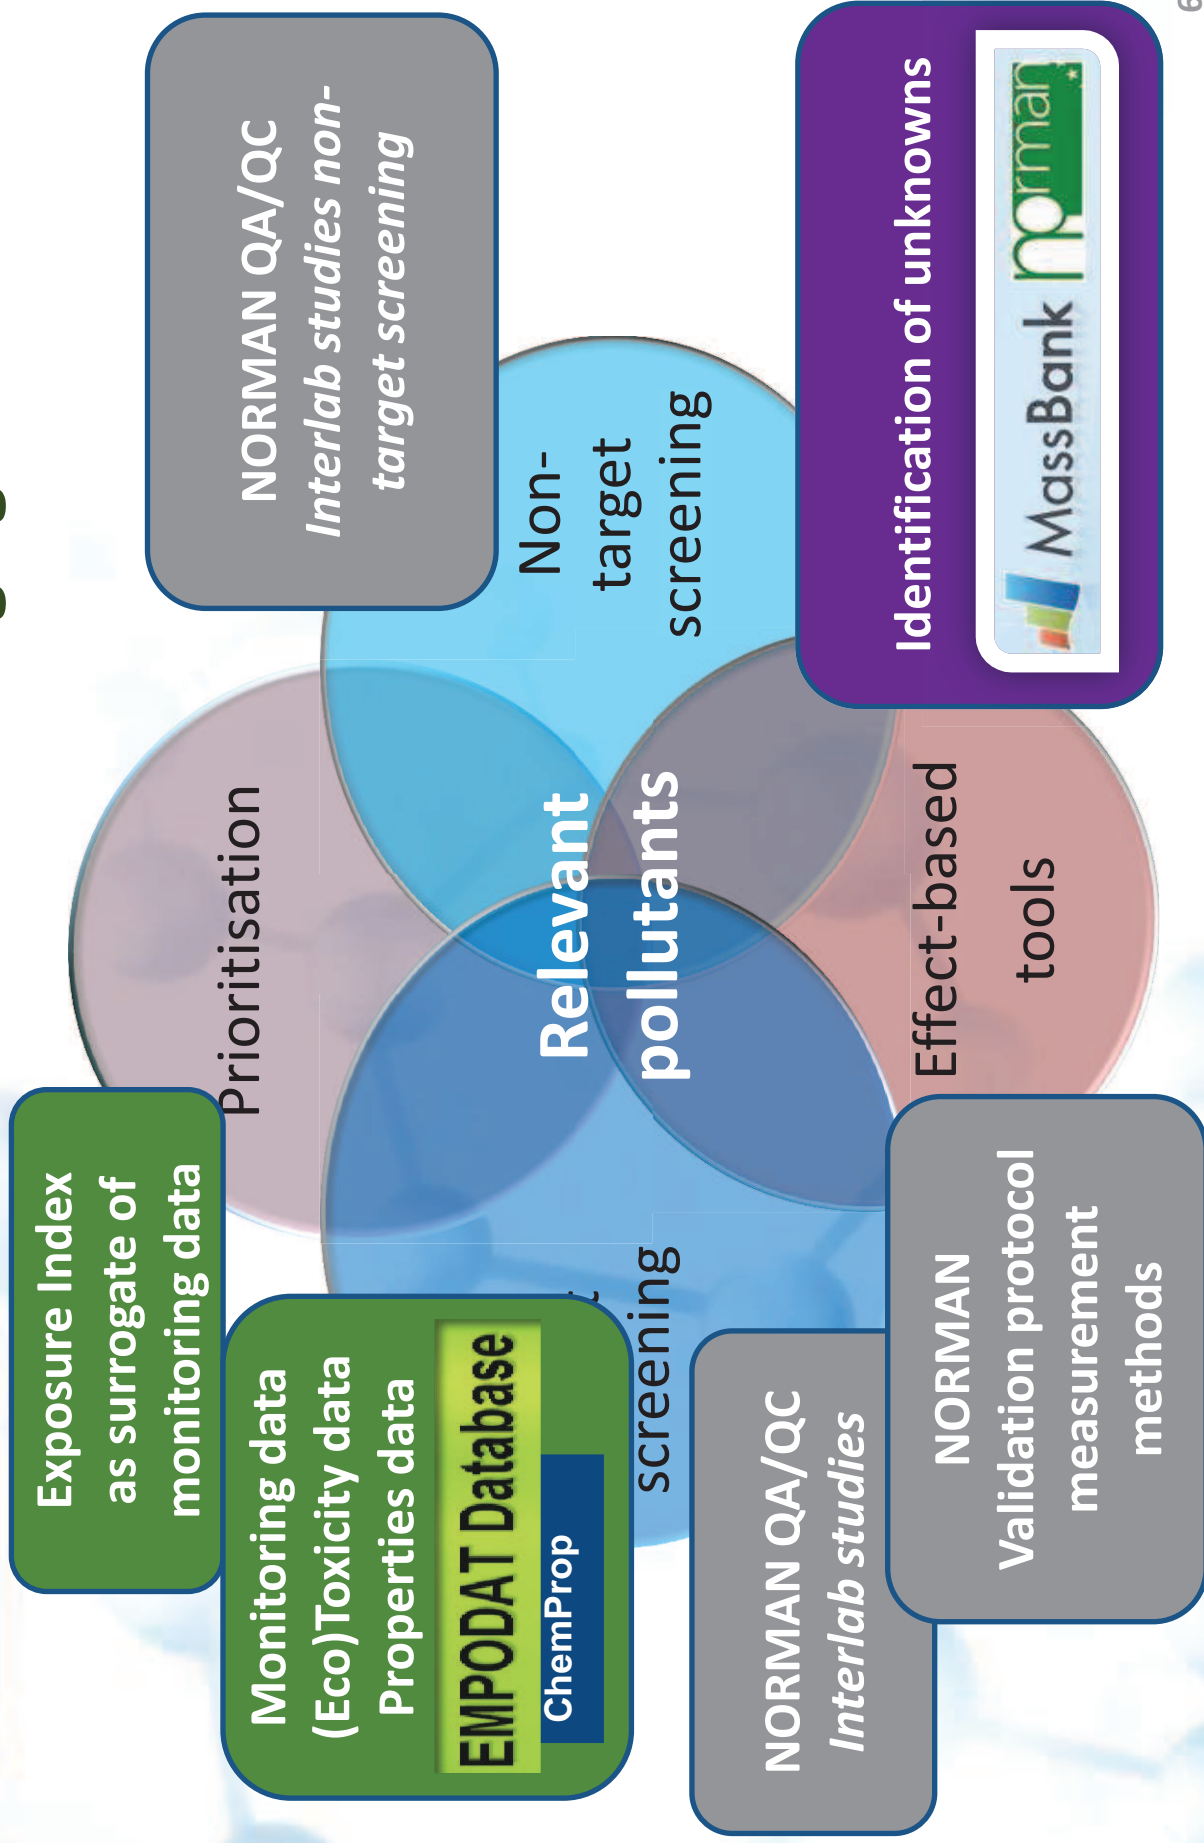 Exposure Index
as surrogate of
monitoring data
Prioritisation
NORMAN QA/QC
Interlab studies non-
target screening
Monitoring data
(Eco)Toxicity data
Properties data
EMPODAT Database
ChemProp
screening
Relevant
pollutants
Non-
target
screening
NORMAN QA/QC
Interlab studies
NORMAN
Validation protocol
measurement
methods
Effect-based
tools
Identification of unknowns
MassBank norman